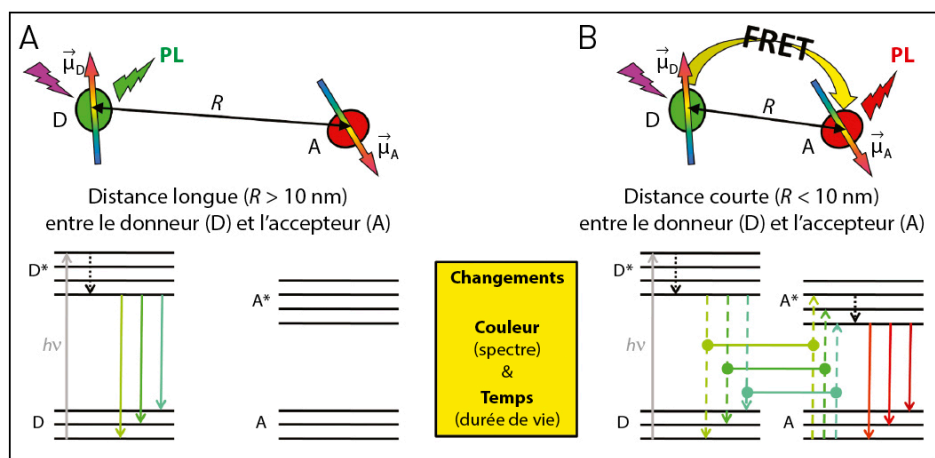 A
PL
μ⃗D
R
D
A
μ⃗A
Distance longue (R > 10 nm)
entre le donneur (D) et l'accepteur (A)
D*
A*
hν
D
A
Changements
Couleur
(spectre)
&
Temps
(durée de vie)
B
FRET
PL
μ⃗D
R
D
A
μ⃗A
Distance courte (R < 10 nm)
entre le donneur (D) et l'accepteur (A)
D*
A*
hν
D
A